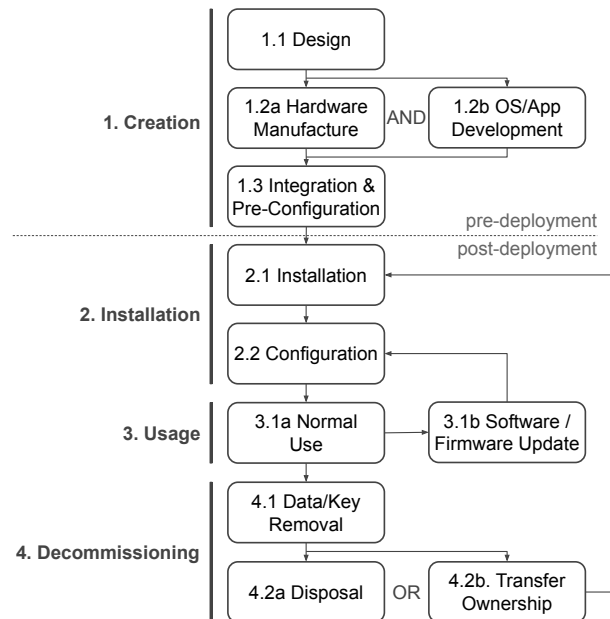 1.1 Design
1. Creation
1.2a Hardware
Manufacture
AND
1.2b OS/App
Development
1.3 Integration &
Pre-Configuration
pre-deployment
post-deployment
2. Installation
2.1 Installation
2.2 Configuration
3. Usage
3.1a Normal
Use
3.1b Software /
Firmware Update
4. Decommissioning
4.1 Data/Key
Removal
4.2a Disposal
OR
4.2b. Transfer
Ownership